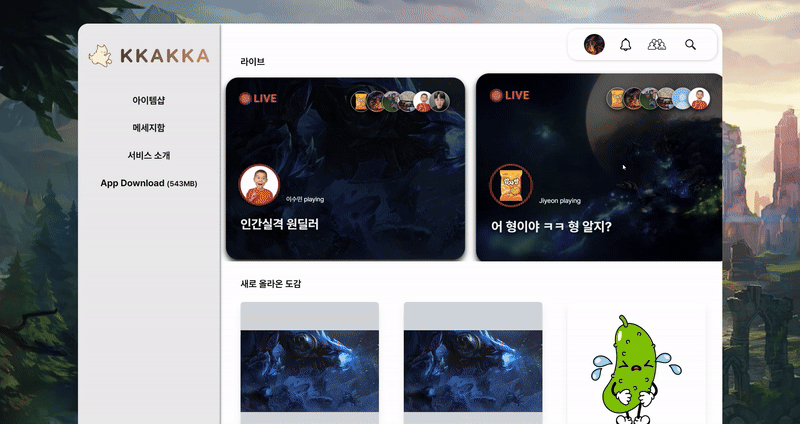 KKAKKA
아이템샵
메세지함
서비스 소개
App Download (543MB)
라이브
LIVE
이수민 playing
인간실격 원딜러
LIVE
Jiyeon playing
어 형이야 ㅋㅋ 형 알지?
새로 올라온 도감